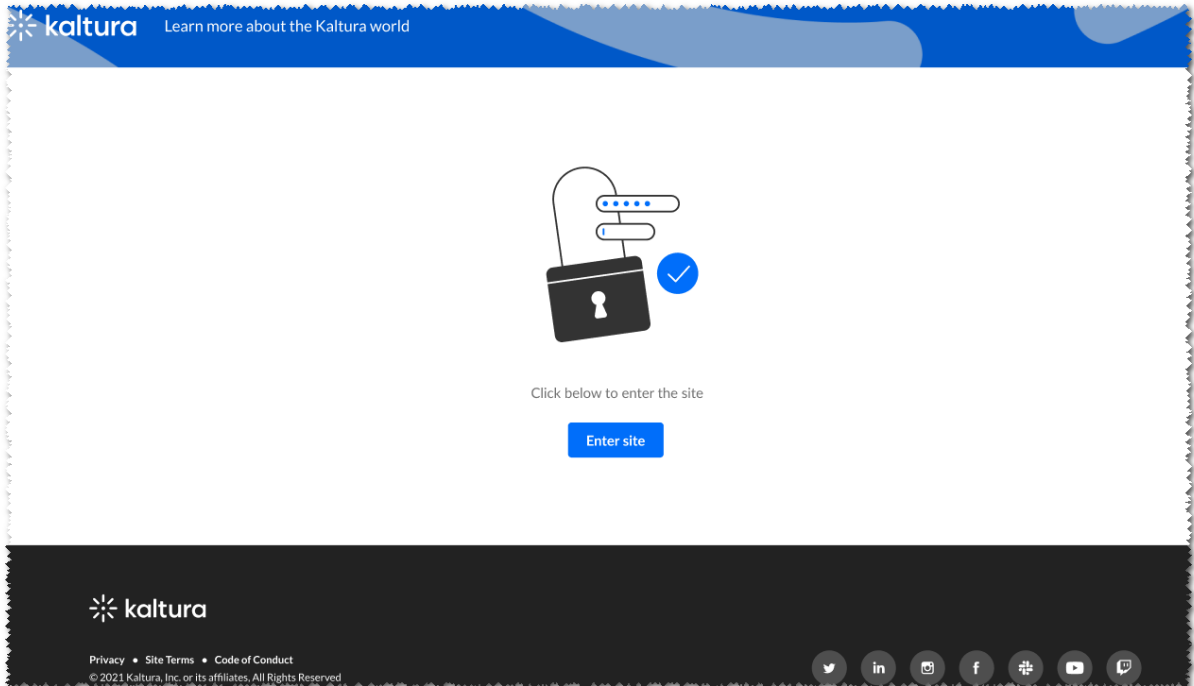 kaltura Learn more about the Kaltura world
Click below to enter the site
Enter site
kaltura
Privacy • Site Terms • Code of Conduct
© 2021 Kaltura, Inc. or its affiliates, All Rights Reserved